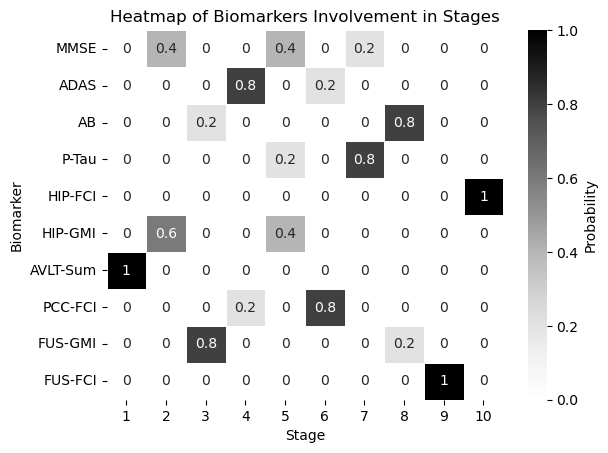 Heatmap of Biomarkers Involvement in Stages
MMSE 0 0.4 0 0 0.4 0 0.2 0 0 0
ADAS 0 0 0 0.8 0 0.2 0 0 0 0
AB 0 0 0.2 0 0 0 0 0.8 0 0
P-Tau 0 0 0 0 0.2 0 0.8 0 0 0
HIP-FCI 0 0 0 0 0 0 0 0 0 1
HIP-GMI 0 0.6 0 0 0.4 0 0 0 0 0
AVLT-Sum 1 0 0 0 0 0 0 0 0 0
PCC-FCI 0 0 0 0.2 0 0.8 0 0 0 0
FUS-GMI 0 0 0.8 0 0 0 0 0.2 0 0
FUS-FCI 0 0 0 0 0 0 0 0 1 0
1 2 3 4 5 6 7 8 9 10
Stage
Biomarker
1.0
0.8
0.6
0.4
0.2
0.0
Probability